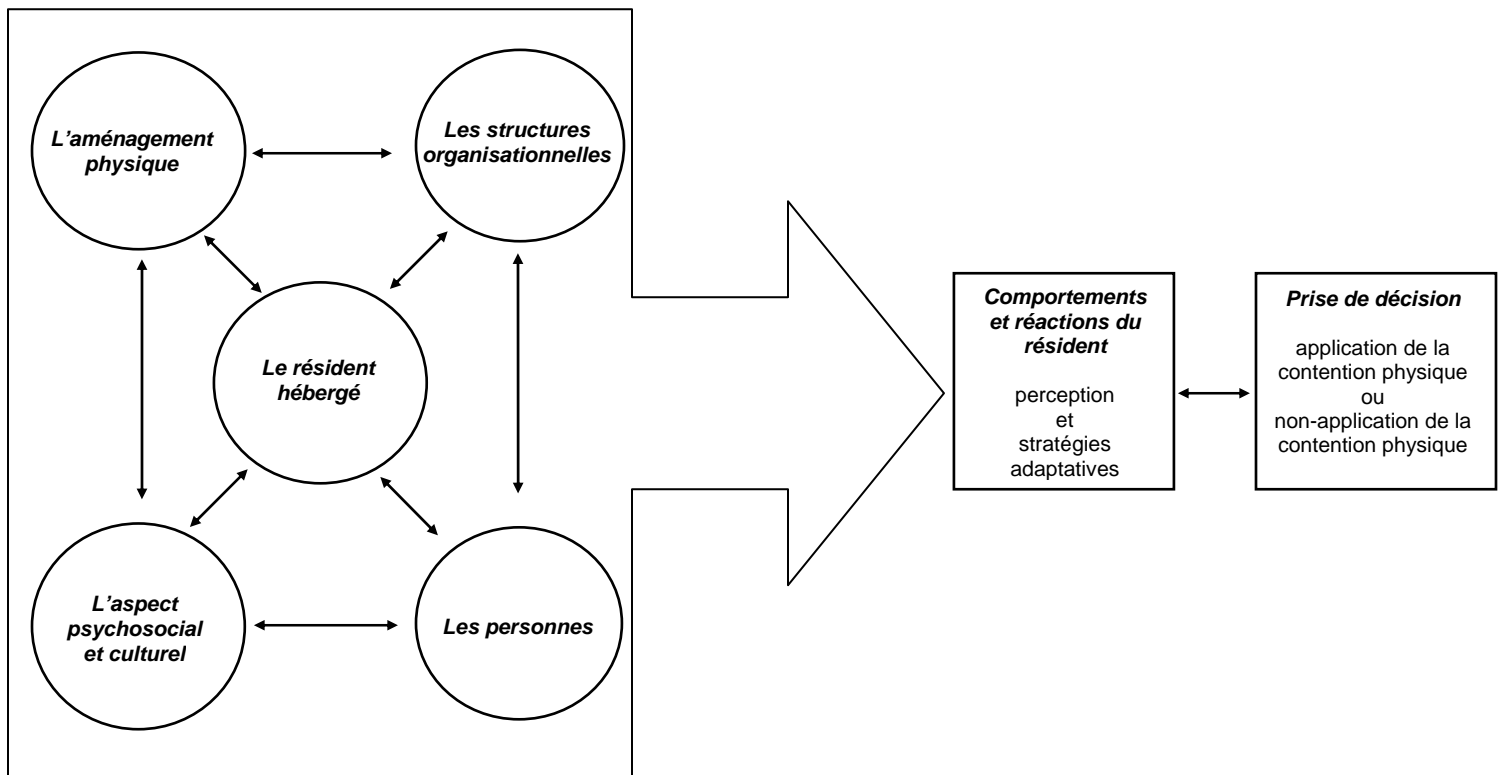 L'aménagement
physique
Les structures
organisationnelles
Le résident
hébergé
L'aspect
psychosocial
et culturel
Les personnes
Comportements
et réactions du
résident
perception
et
stratégies
adaptatives
Prise de décision
application de la
contention physique
ou
non-application de la
contention physique